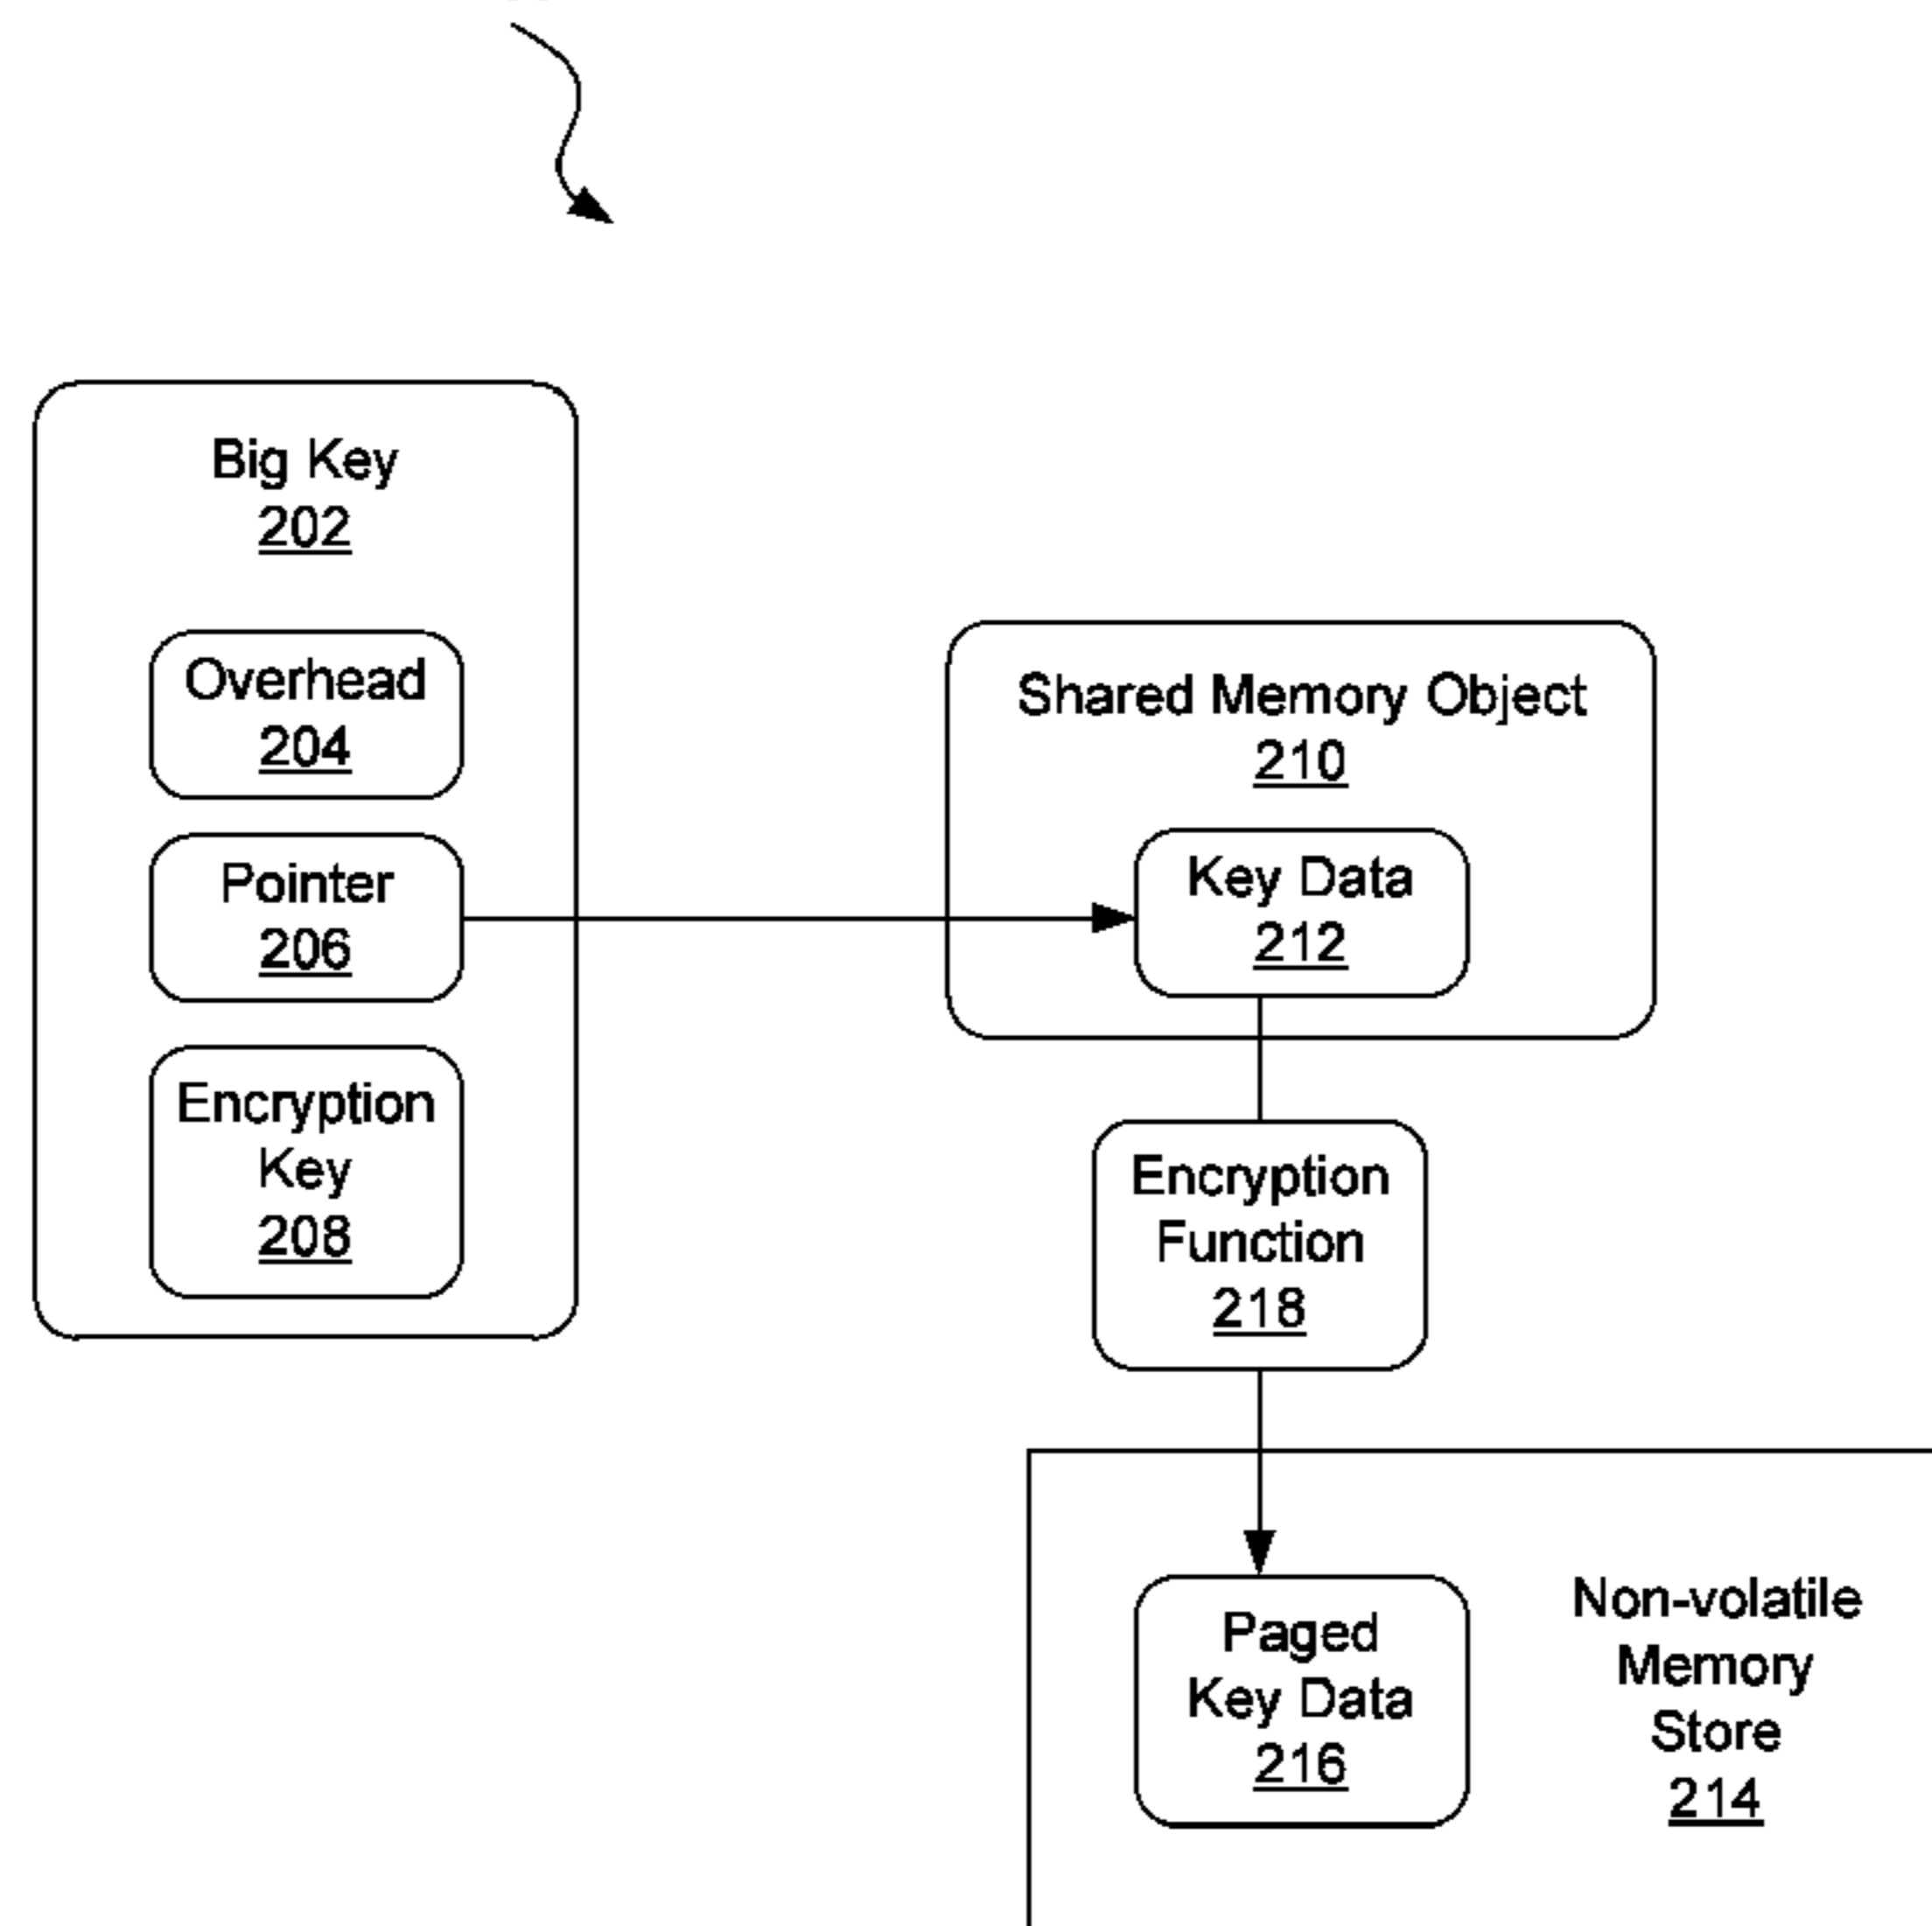 Big Key
202
Overhead
204
Pointer
206
Encryption
Key
208
Shared Memory Object
210
Key Data
212
Encryption
Function
218
Paged
Key Data
216
Non-volatile
Memory
Store
214